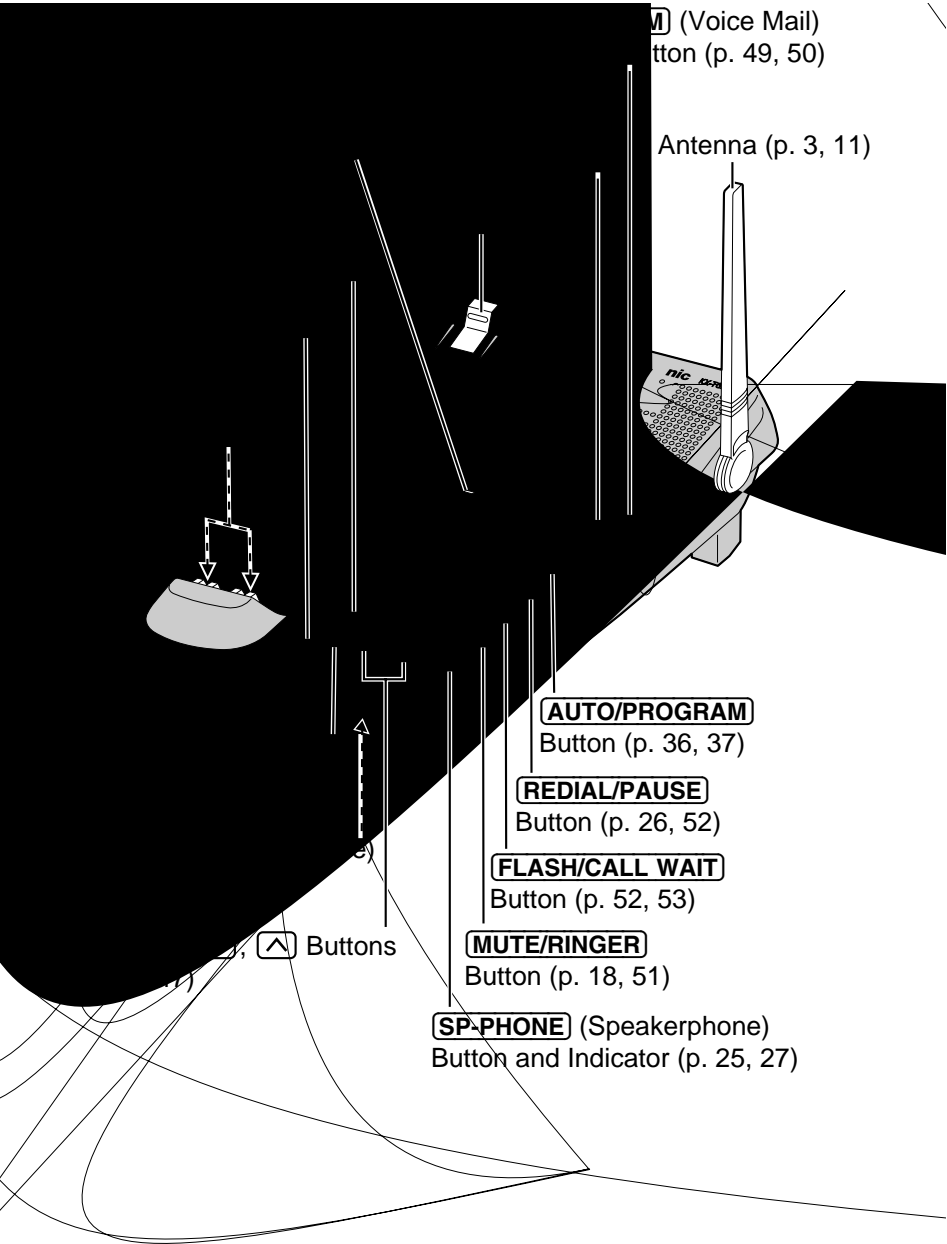 (Voice Mail)
(p. 49, 50)
Antenna (p. 3, 11)
nic
AUTO/PROGRAM
Button (p. 36, 37)
REDIAL/PAUSE
Button (p. 26, 52)
FLASH/CALL WAIT
Button (p. 52, 53)
, Buttons
MUTE/RINGER
Button (p. 18, 51)
SP-PHONE (Speakerphone)
Button and Indicator (p. 25, 27)